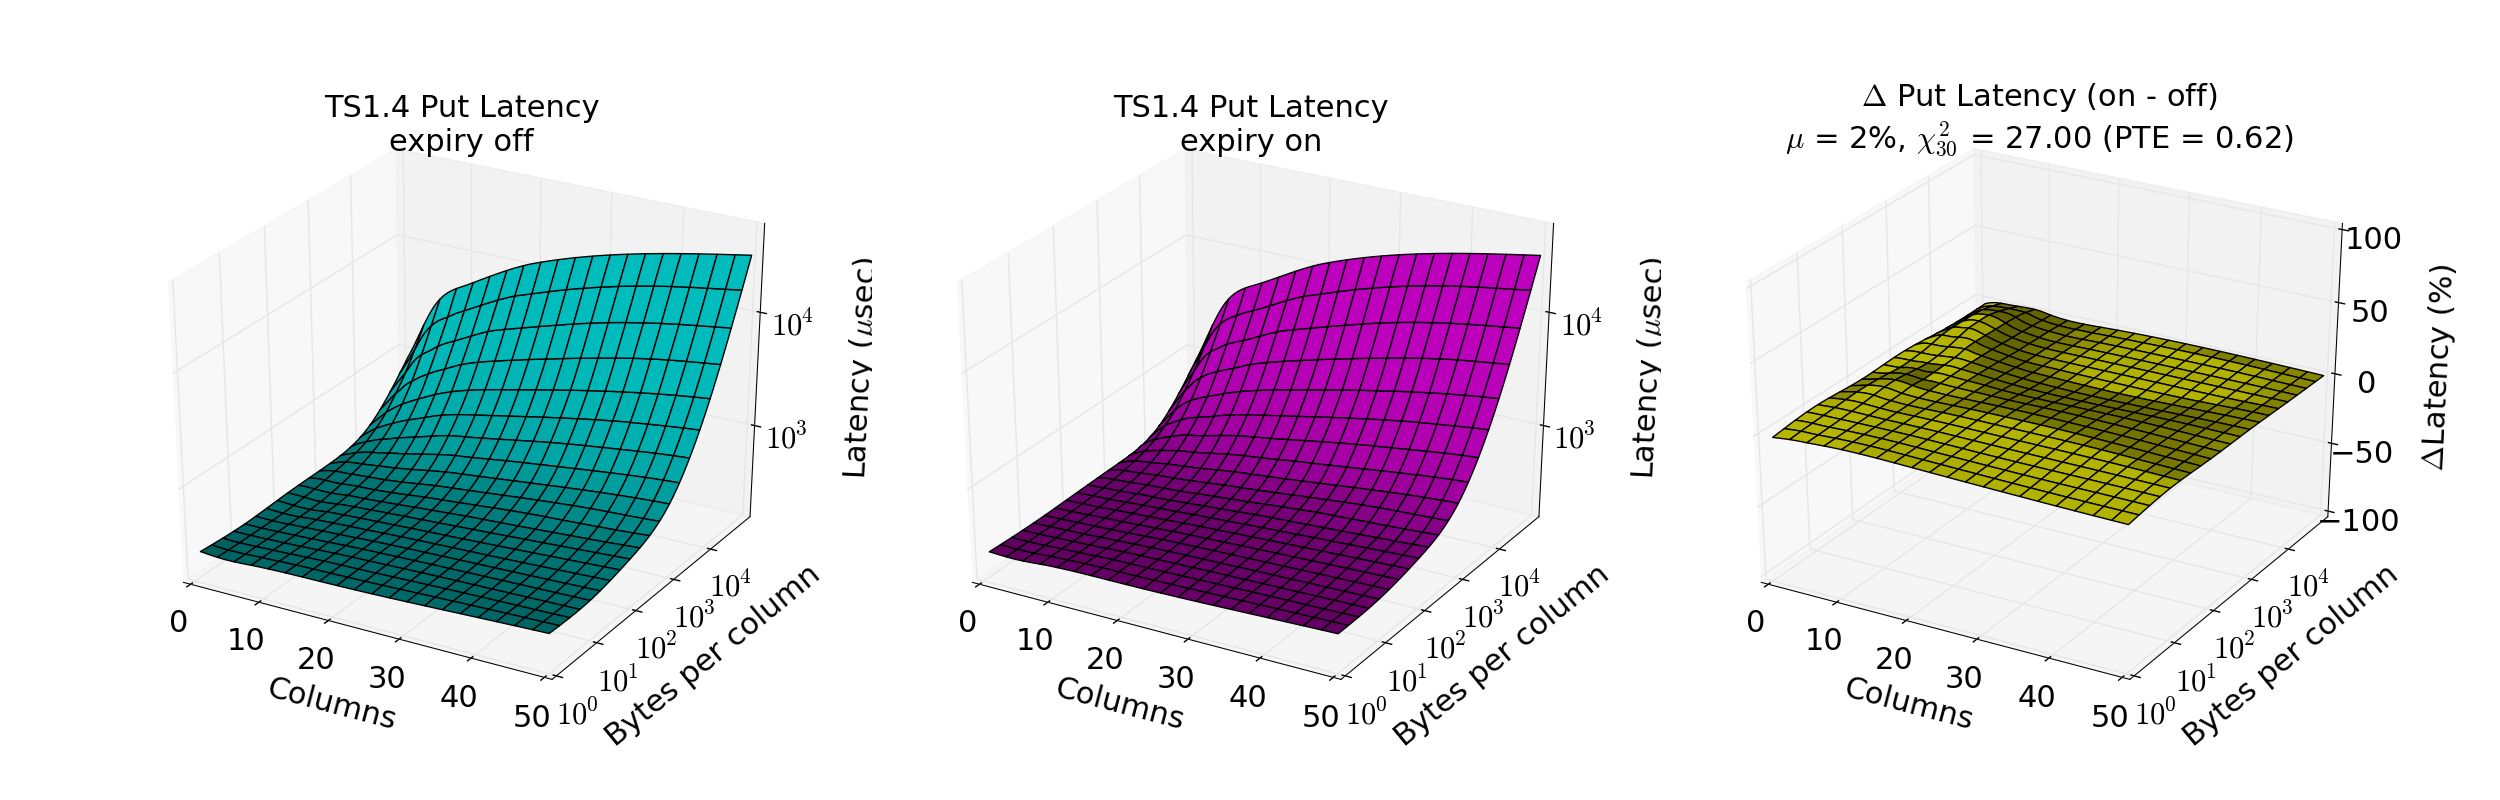 TS1.4 Put Latency
expiry off
10⁴
10³
Latency (μsec)
0
10
20
30
40
50
Columns
10⁰
10¹
10²
10³
10⁴
Bytes per column
TS1.4 Put Latency
expiry on
10⁴
10³
Latency (μsec)
0
10
20
30
40
50
Columns
10⁰
10¹
10²
10³
10⁴
Bytes per column
Δ Put Latency (on - off)
μ = 2%, χ²₃₀ = 27.00 (PTE = 0.62)
100
50
0
−50
−100
ΔLatency (%)
0
10
20
30
40
50
Columns
10⁰
10¹
10²
10³
10⁴
Bytes per column